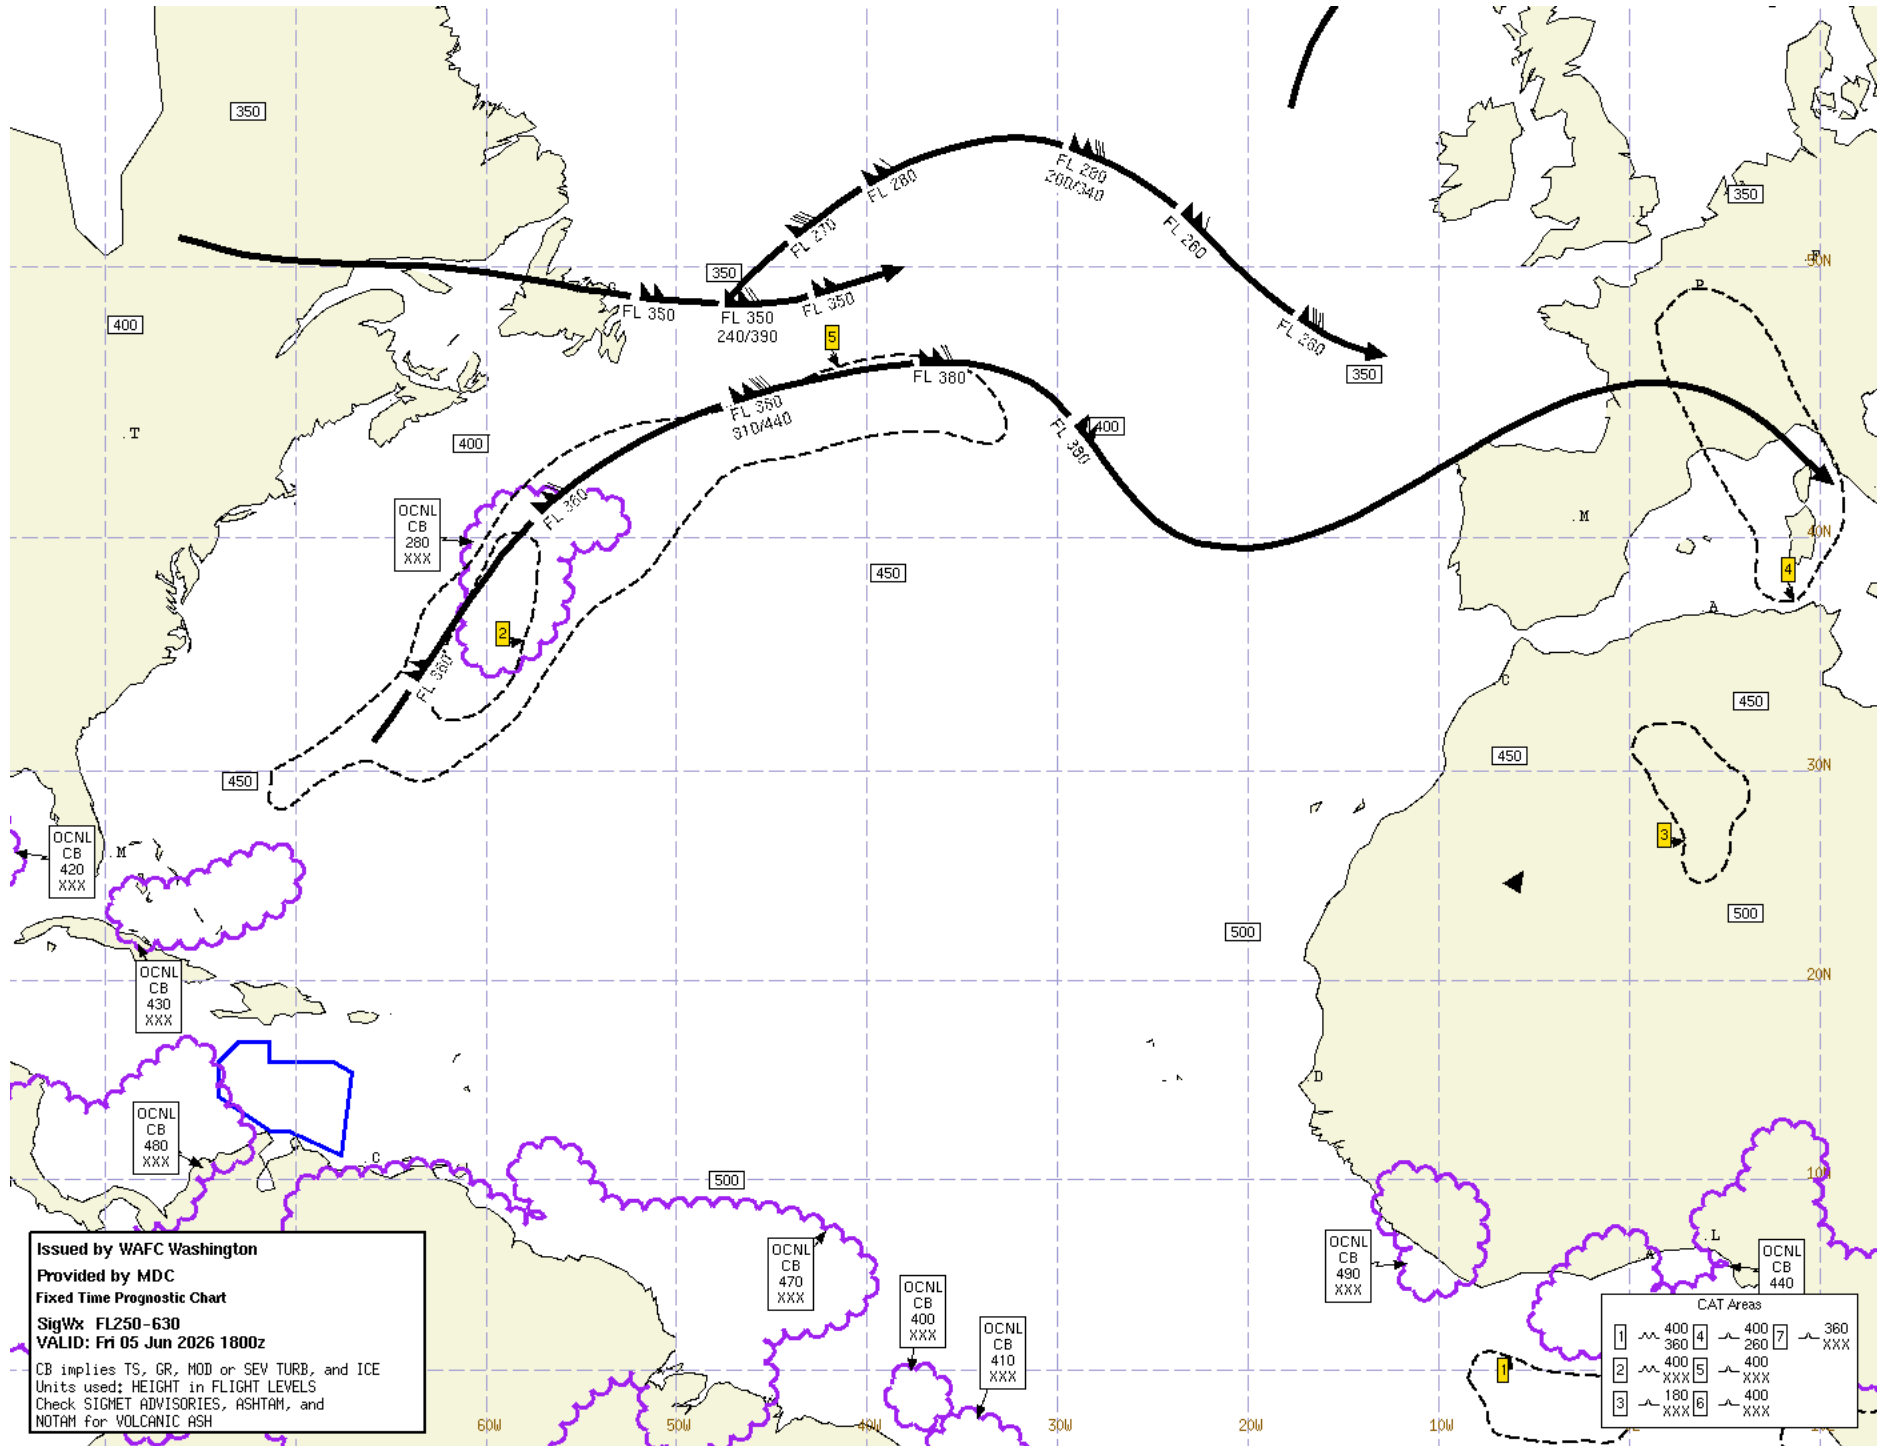 350
FL 280
FL 280
200/340
FL 270
FL 260
350
L
P
50N
350
FL 350
FL 350
240/390
FL 350
FL 260
400
5
350
FL 380
FL 380
310/440
400
FL 380
.T
400
OCNL
CB
280
XXX
FL 380
.M
40N
450
4
A
2
FL 380
C
450
450
450
30N
OCNL
CB
420
XXX
.M
3
500
500
OCNL
CB
430
XXX
20N
D
OCNL
CB
480
XXX
.C
500
10N
OCNL
CB
470
XXX
OCNL
CB
400
XXX
OCNL
CB
410
XXX
OCNL
CB
490
XXX
A
.L
OCNL
CB
440
Issued by WAFC Washington
Provided by MDC
Fixed Time Prognostic Chart
SigWx FL250-630
VALID: Fri 05 Jun 2026 1800z
CB implies TS, GR, MOD or SEV TURB, and ICE
Units used: HEIGHT in FLIGHT LEVELS
Check SIGMET ADVISORIES, ASHTAM, and
NOTAM for VOLCANIC ASH
CAT Areas
1 400 360 4 400 260 7 360 XXX
2 400 XXX 5 400 XXX
3 180 XXX 6 400 XXX
1
60W 50W 40W 30W 20W 10W